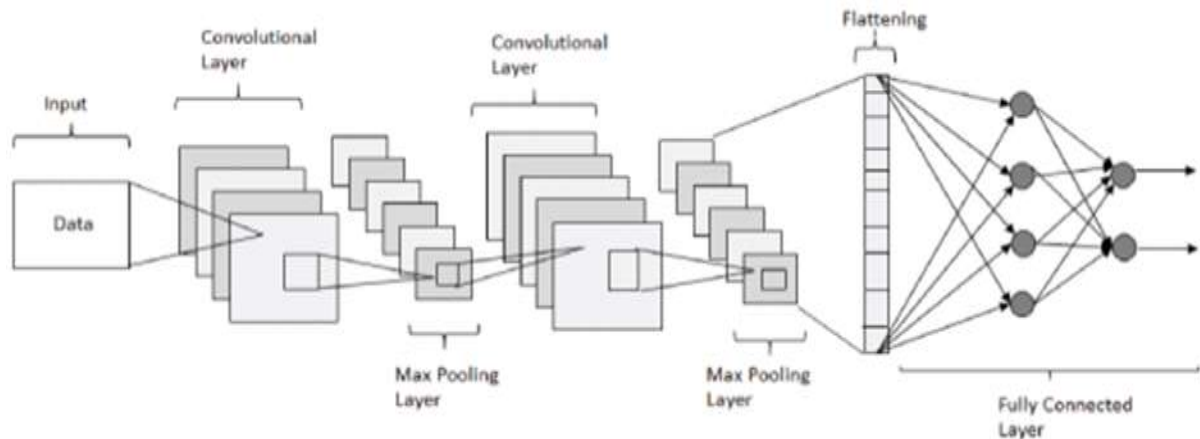 Input
Data
Convolutional
Layer
Max Pooling
Layer
Convolutional
Layer
Max Pooling
Layer
Flattening
Fully Connected
Layer